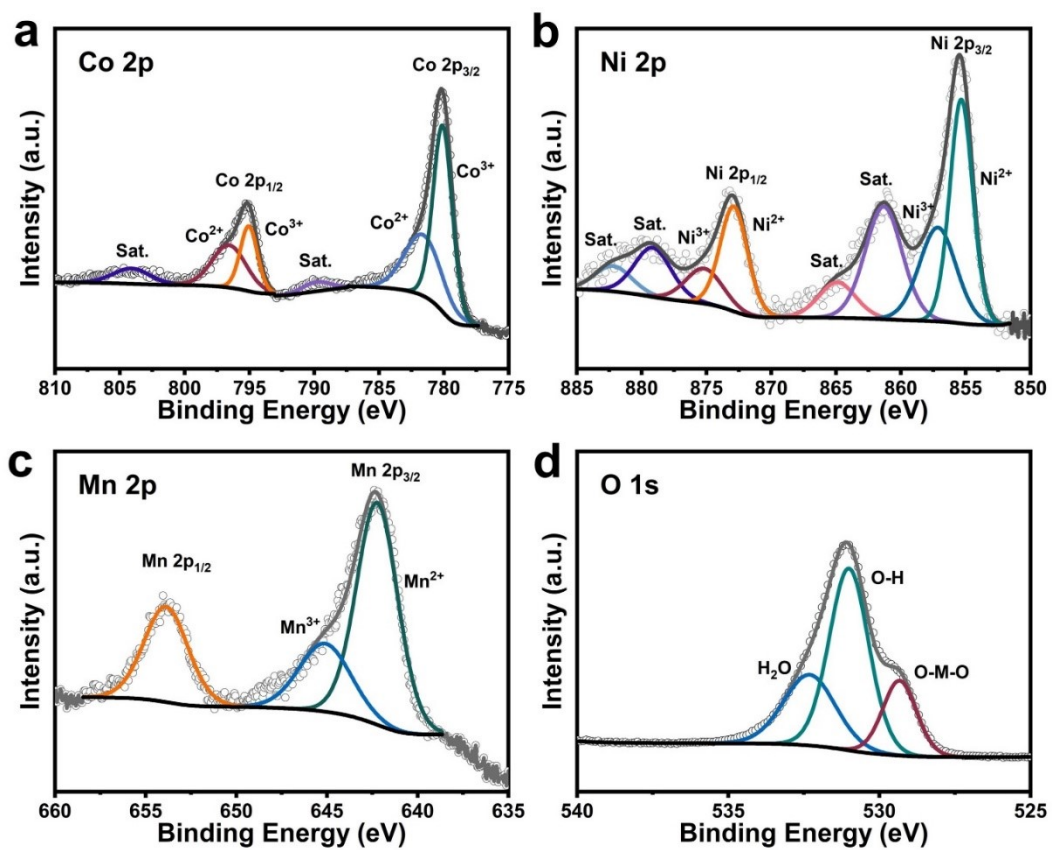 a
Co 2p
Co 2p3/2
Co3+
Co 2p1/2
Co2+
Co3+
Co2+
Sat.
Sat.
Intensity (a.u.)
810 805 800 795 790 785 780 775
Binding Energy (eV)
b
Ni 2p
Ni 2p3/2
Ni 2p1/2
Sat.
Ni3+
Ni2+
Sat.
Sat.
Ni3+
Ni2+
Sat.
Intensity (a.u.)
885 880 875 870 865 860 855 850
Binding Energy (eV)
c
Mn 2p
Mn 2p3/2
Mn 2p1/2
Mn2+
Mn3+
Intensity (a.u.)
660 655 650 645 640 635
Binding Energy (eV)
d
O 1s
O-H
H2O
O-M-O
Intensity (a.u.)
540 535 530 525
Binding Energy (eV)